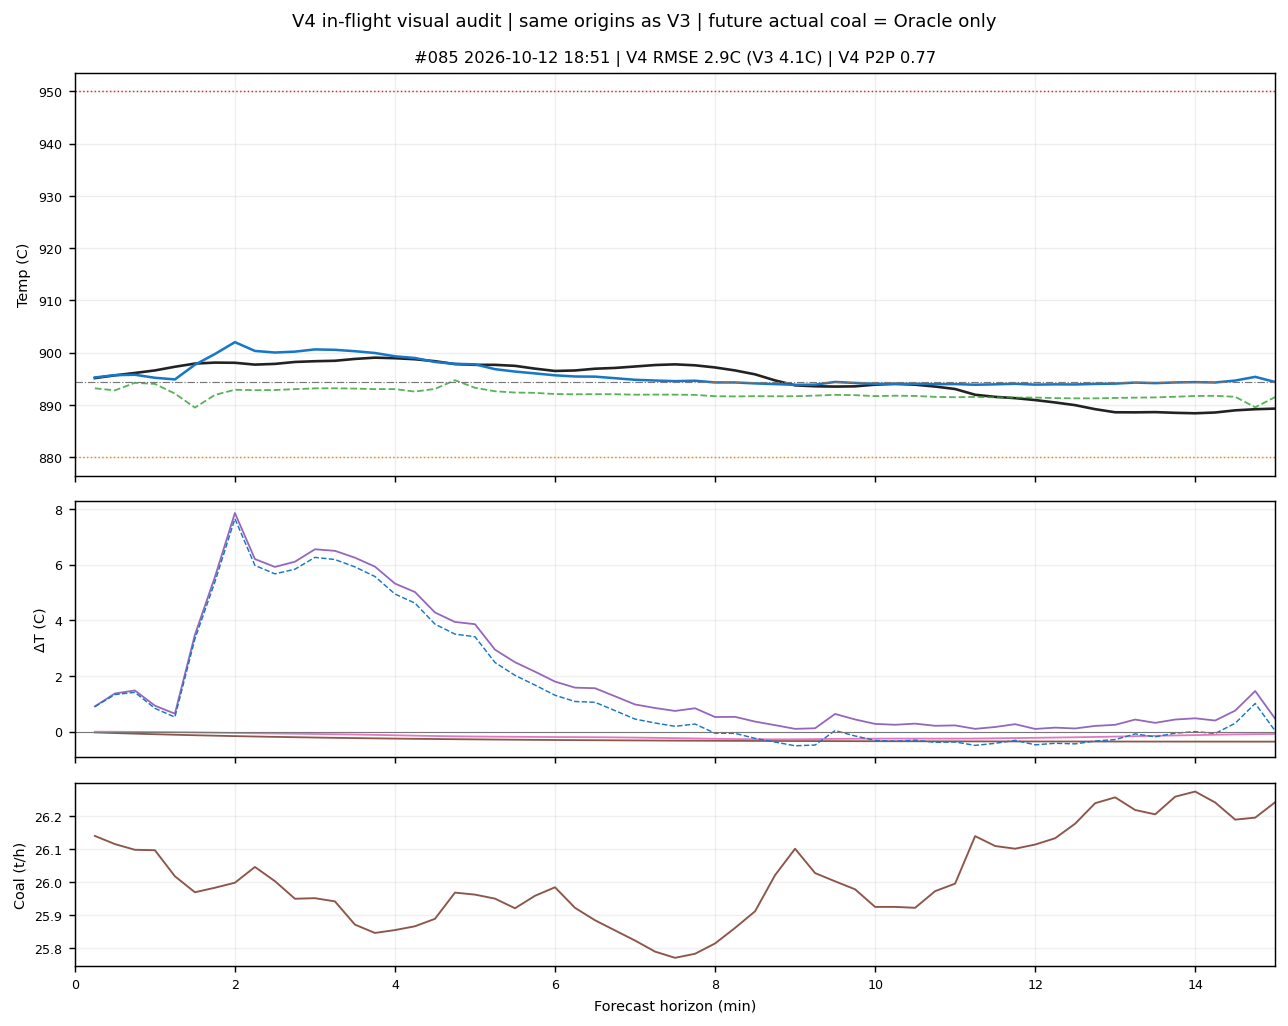 V4 in-flight visual audit | same origins as V3 | future actual coal = Oracle only
#085 2026-10-12 18:51 | V4 RMSE 2.9C (V3 4.1C) | V4 P2P 0.77
Temp (C)
950
940
930
920
910
900
890
880
ΔT (C)
8
6
4
2
0
Coal (t/h)
26.2
26.1
26.0
25.9
25.8
0 2 4 6 8 10 12 14
Forecast horizon (min)